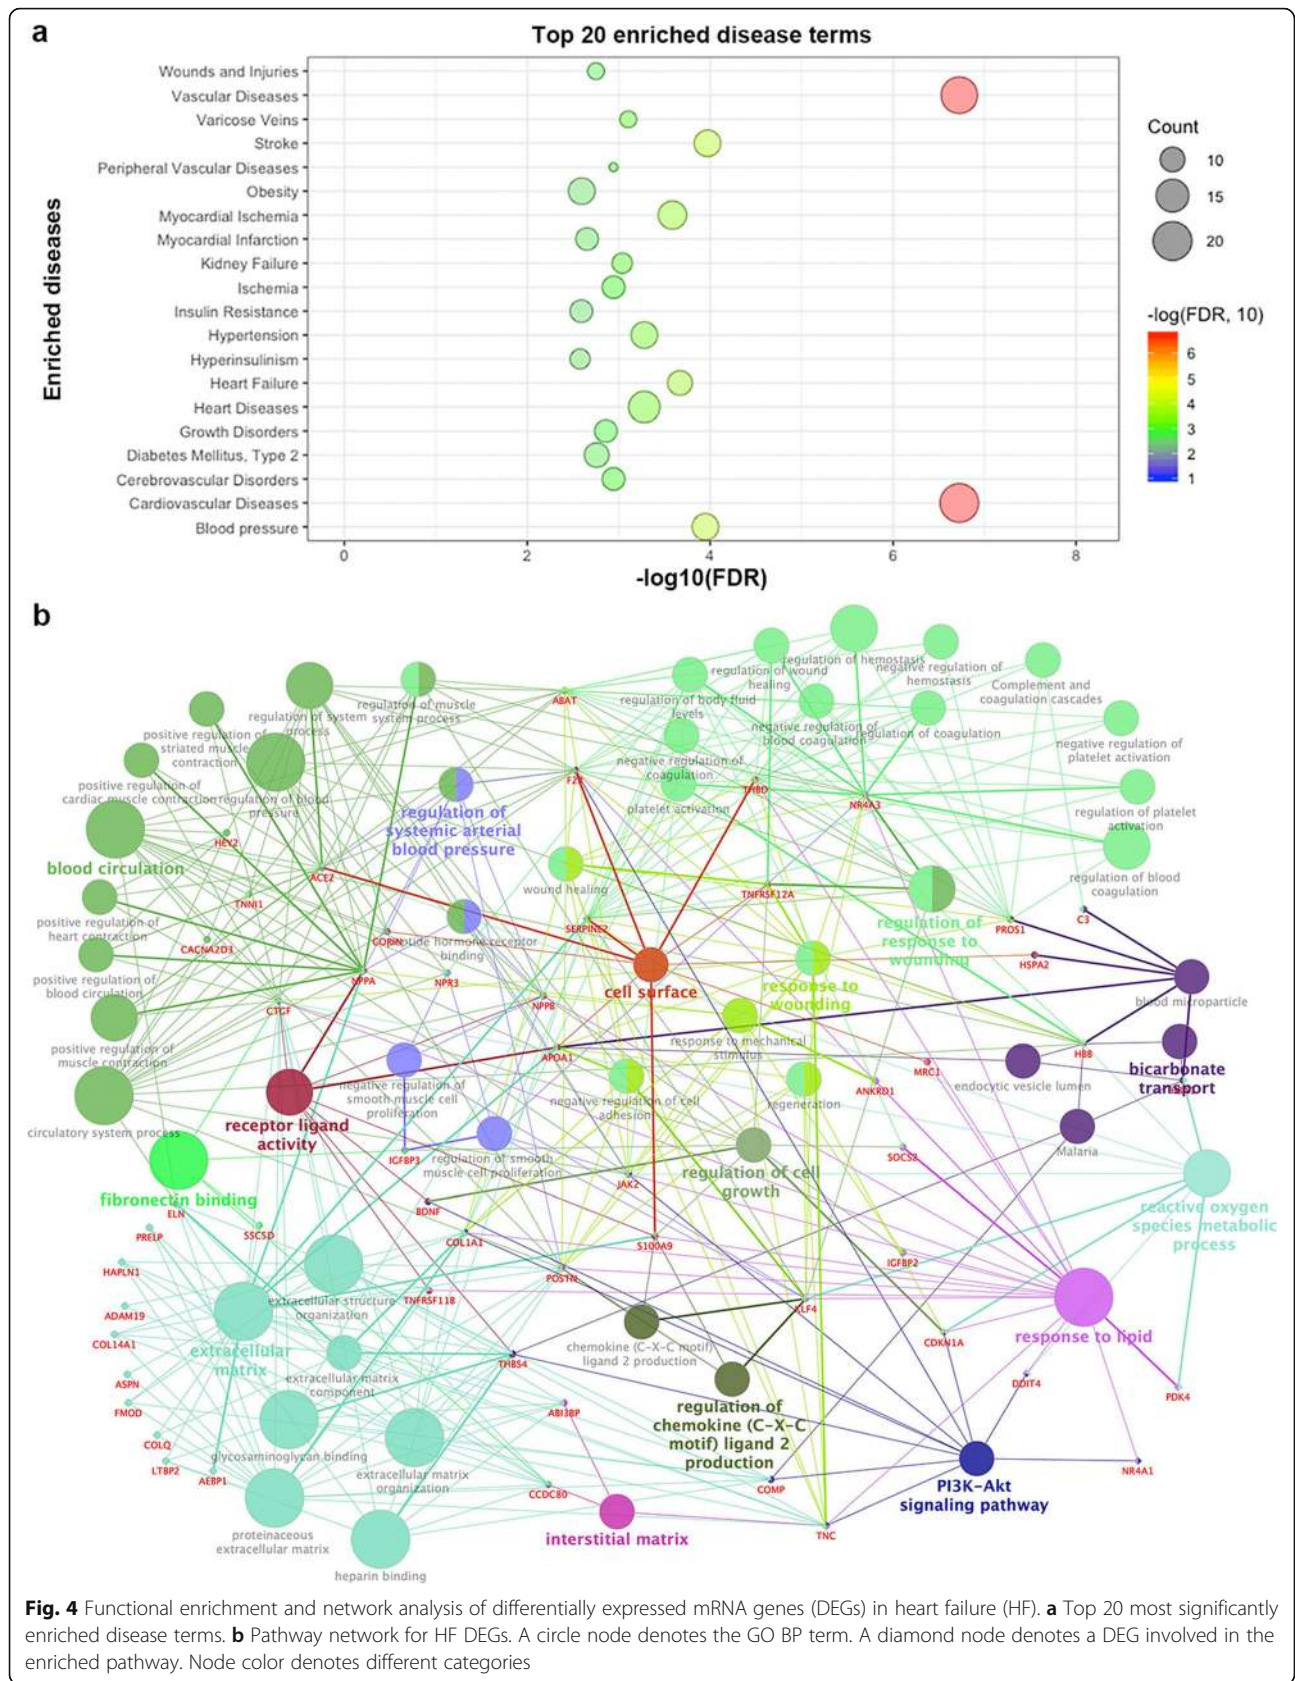 a
Top 20 enriched disease terms
Enriched diseases
Wounds and Injuries
Vascular Diseases
Varicose Veins
Stroke
Peripheral Vascular Diseases
Obesity
Myocardial Ischemia
Myocardial Infarction
Kidney Failure
Ischemia
Insulin Resistance
Hypertension
Hyperinsulinism
Heart Failure
Heart Diseases
Growth Disorders
Diabetes Mellitus, Type 2
Cerebrovascular Disorders
Cardiovascular Diseases
Blood pressure
0 2 4 6 8
-log10(FDR)
Count
10
15
20
-log(FDR, 10)
6
5
4
3
2
1
b
regulation of hemostasis
regulation of wound
healing
negative regulation of
hemostasis
Complement and
coagulation cascades
regulation of body fluid
levels
negative regulation of
blood coagulation
regulation of coagulation
negative regulation of
platelet activation
negative regulation of
coagulation
platelet activation
regulation of platelet
activation
regulation of blood
coagulation
regulation of muscle
system process
regulation of system
process
positive regulation of
striated muscle
contraction
positive regulation of
cardiac muscle contraction
regulation of blood
pressure
ABAT
THBD
NR4A3
HEY2
regulation of
systemic arterial
blood pressure
blood circulation
ACE2
TNNI1
wound healing
TNFRSF12A
positive regulation of
heart contraction
CACNA2D3
CORIN
peptide hormone receptor
binding
SERPINE2
regulation of
response to
wounding
PROS1
C3
HSPA2
positive regulation of
blood circulation
NPPA
NPR3
NPPB
cell surface
response to
wounding
blood microparticle
CTGF
positive regulation of
muscle contraction
APOA1
response to mechanical
stimulus
HBB
MRC1
ANKRD1
endocytic vesicle lumen
bicarbonate
transport
circulatory system process
receptor ligand
activity
negative regulation of
smooth muscle cell
proliferation
negative regulation of cell
adhesion
regeneration
IGFBP3
regulation of smooth
muscle cell proliferation
SOCS2
Malaria
JAK2
regulation of cell
growth
fibronectin binding
ELN
PRELP
SSC5D
BDNF
COL1A1
S100A9
reactive oxygen
species metabolic
process
HAPLN1
POSTN
IGFBP2
ADAM19
extracellular structure
organization
TNFRSF11B
KLF4
COL14A1
extracellular
matrix
THBS4
chemokine (C-X-C motif)
ligand 2 production
CDKN1A
response to lipid
ASPN
extracellular matrix
component
DDIT4
PDK4
FMOD
ABI3BP
regulation of
chemokine (C-X-C
motif) ligand 2
production
COLQ
glycosaminoglycan binding
LTBP2
AEBP1
extracellular matrix
organization
CCDC80
COMP
PI3K-Akt
signaling pathway
NR4A1
proteinaceous
extracellular matrix
interstitial matrix
TNC
heparin binding
Fig. 4 Functional enrichment and network analysis of differentially expressed mRNA genes (DEGs) in heart failure (HF). a Top 20 most significantly
enriched disease terms. b Pathway network for HF DEGs. A circle node denotes the GO BP term. A diamond node denotes a DEG involved in the
enriched pathway. Node color denotes different categories